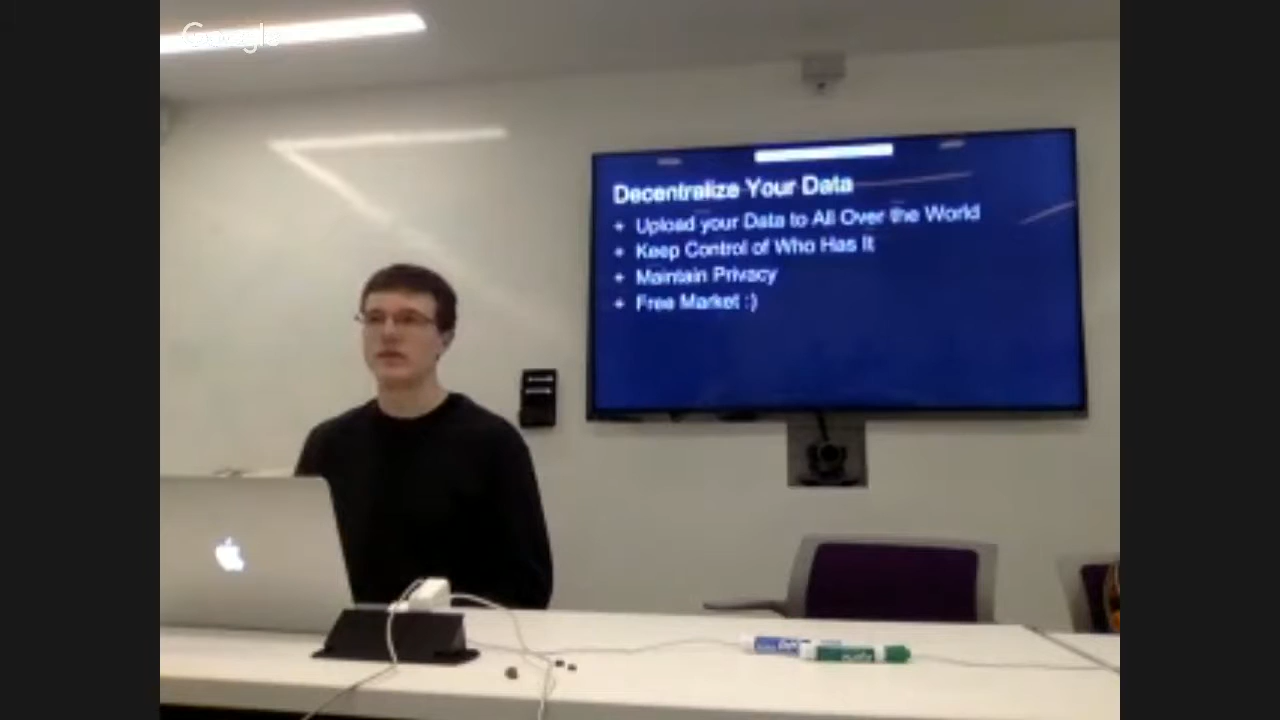 Google
Decentralize Your Data
+ Upload your Data to All Over the World
+ Keep Control of Who Has It
+ Maintain Privacy
+ Free Market :)